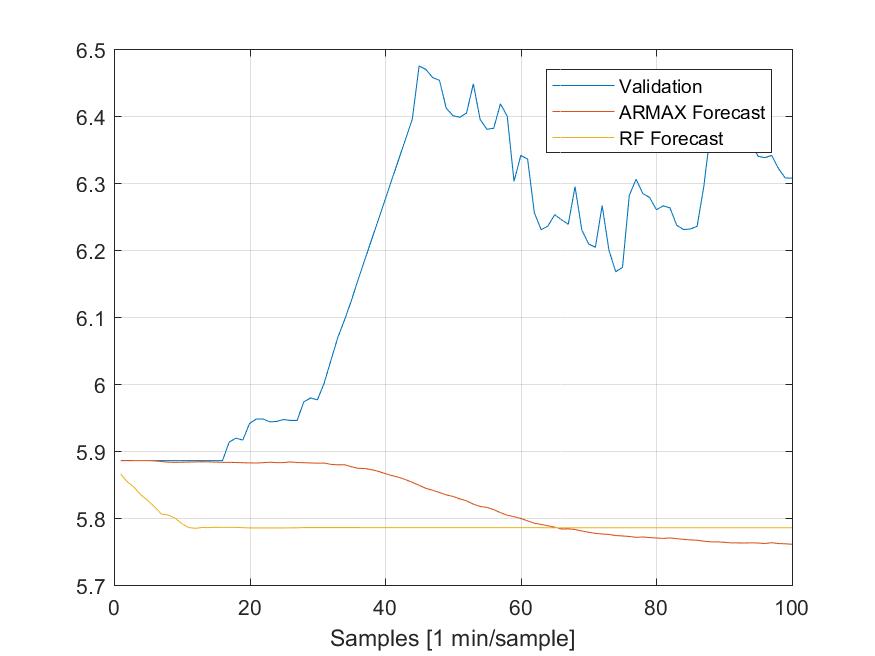 6.5
6.4
6.3
6.2
6.1
6
5.9
5.8
5.7
Validation
ARMAX Forecast
RF Forecast
0 20 40 60 80 100
Samples [1 min/sample]